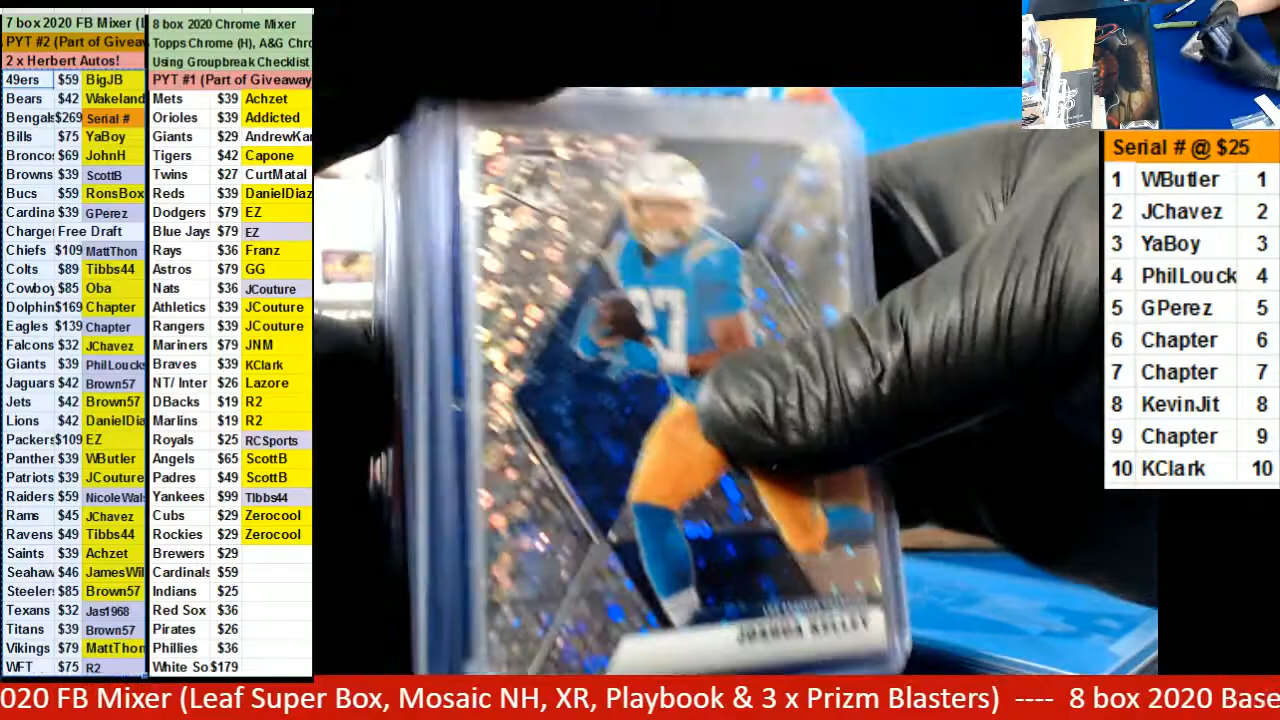 7 box 2020 FB Mixer (L
PYT #2 (Part of Giveaw
2 x Herbert Autos!
49ers $59 BigJB
Bears $42 Wakeland
Bengals $269 Serial #
Bills $75 YaBoy
Broncos $69 JohnH
Browns $39 ScottB
Bucs $59 RonsBox
Cardina $39 GPerez
Charger Free Draft
Chiefs $109 MattThon
Colts $89 Tibbs44
Cowboy $85 Oba
Dolphin $169 Chapter
Eagles $139 Chapter
Falcons $32 JChavez
Giants $39 PhilLoucks
Jaguars $42 Brown57
Jets $42 Brown57
Lions $42 DanielDia
Packers $109 EZ
Panther $39 WButler
Patriots $39 JCouture
Raiders $59 NicoleWals
Rams $45 JChavez
Ravens $49 Tibbs44
Saints $39 Achzet
Seahaw $46 JamesWil
Steelers $85 Brown57
Texans $32 Jas1968
Titans $39 Brown57
Vikings $79 MattThon
WFT $75 R2
8 box 2020 Chrome Mixer
Topps Chrome (H), A&G Chro
Using Groupbreak Checklist
PYT #1 (Part of Giveaway
Mets $39 Achzet
Orioles $39 Addicted
Giants $29 AndrewKar
Tigers $42 Capone
Twins $27 CurtMatal
Reds $39 DanielDiaz
Dodgers $79 EZ
Blue Jays $79 EZ
Rays $36 Franz
Astros $79 GG
Nats $36 JCouture
Athletics $39 JCouture
Rangers $39 JCouture
Mariners $79 JNM
Braves $39 KClark
NT/ Inter $26 Lazore
DBacks $19 R2
Marlins $19 R2
Royals $25 RCSports
Angels $65 ScottB
Padres $49 ScottB
Yankees $99 TIbbs44
Cubs $29 Zerocool
Rockies $29 Zerocool
Brewers $29
Cardinals $59
Indians $25
Red Sox $36
Pirates $26
Phillies $36
White So $179
JOSHUA KELLEY
Serial # @ $25
1 WButler 1
2 JChavez 2
3 YaBoy 3
4 PhilLouck 4
5 GPerez 5
6 Chapter 6
7 Chapter 7
8 KevinJit 8
9 Chapter 9
10 KClark 10
020 FB Mixer (Leaf Super Box, Mosaic NH, XR, Playbook & 3 x Prizm Blasters) ---- 8 box 2020 Base